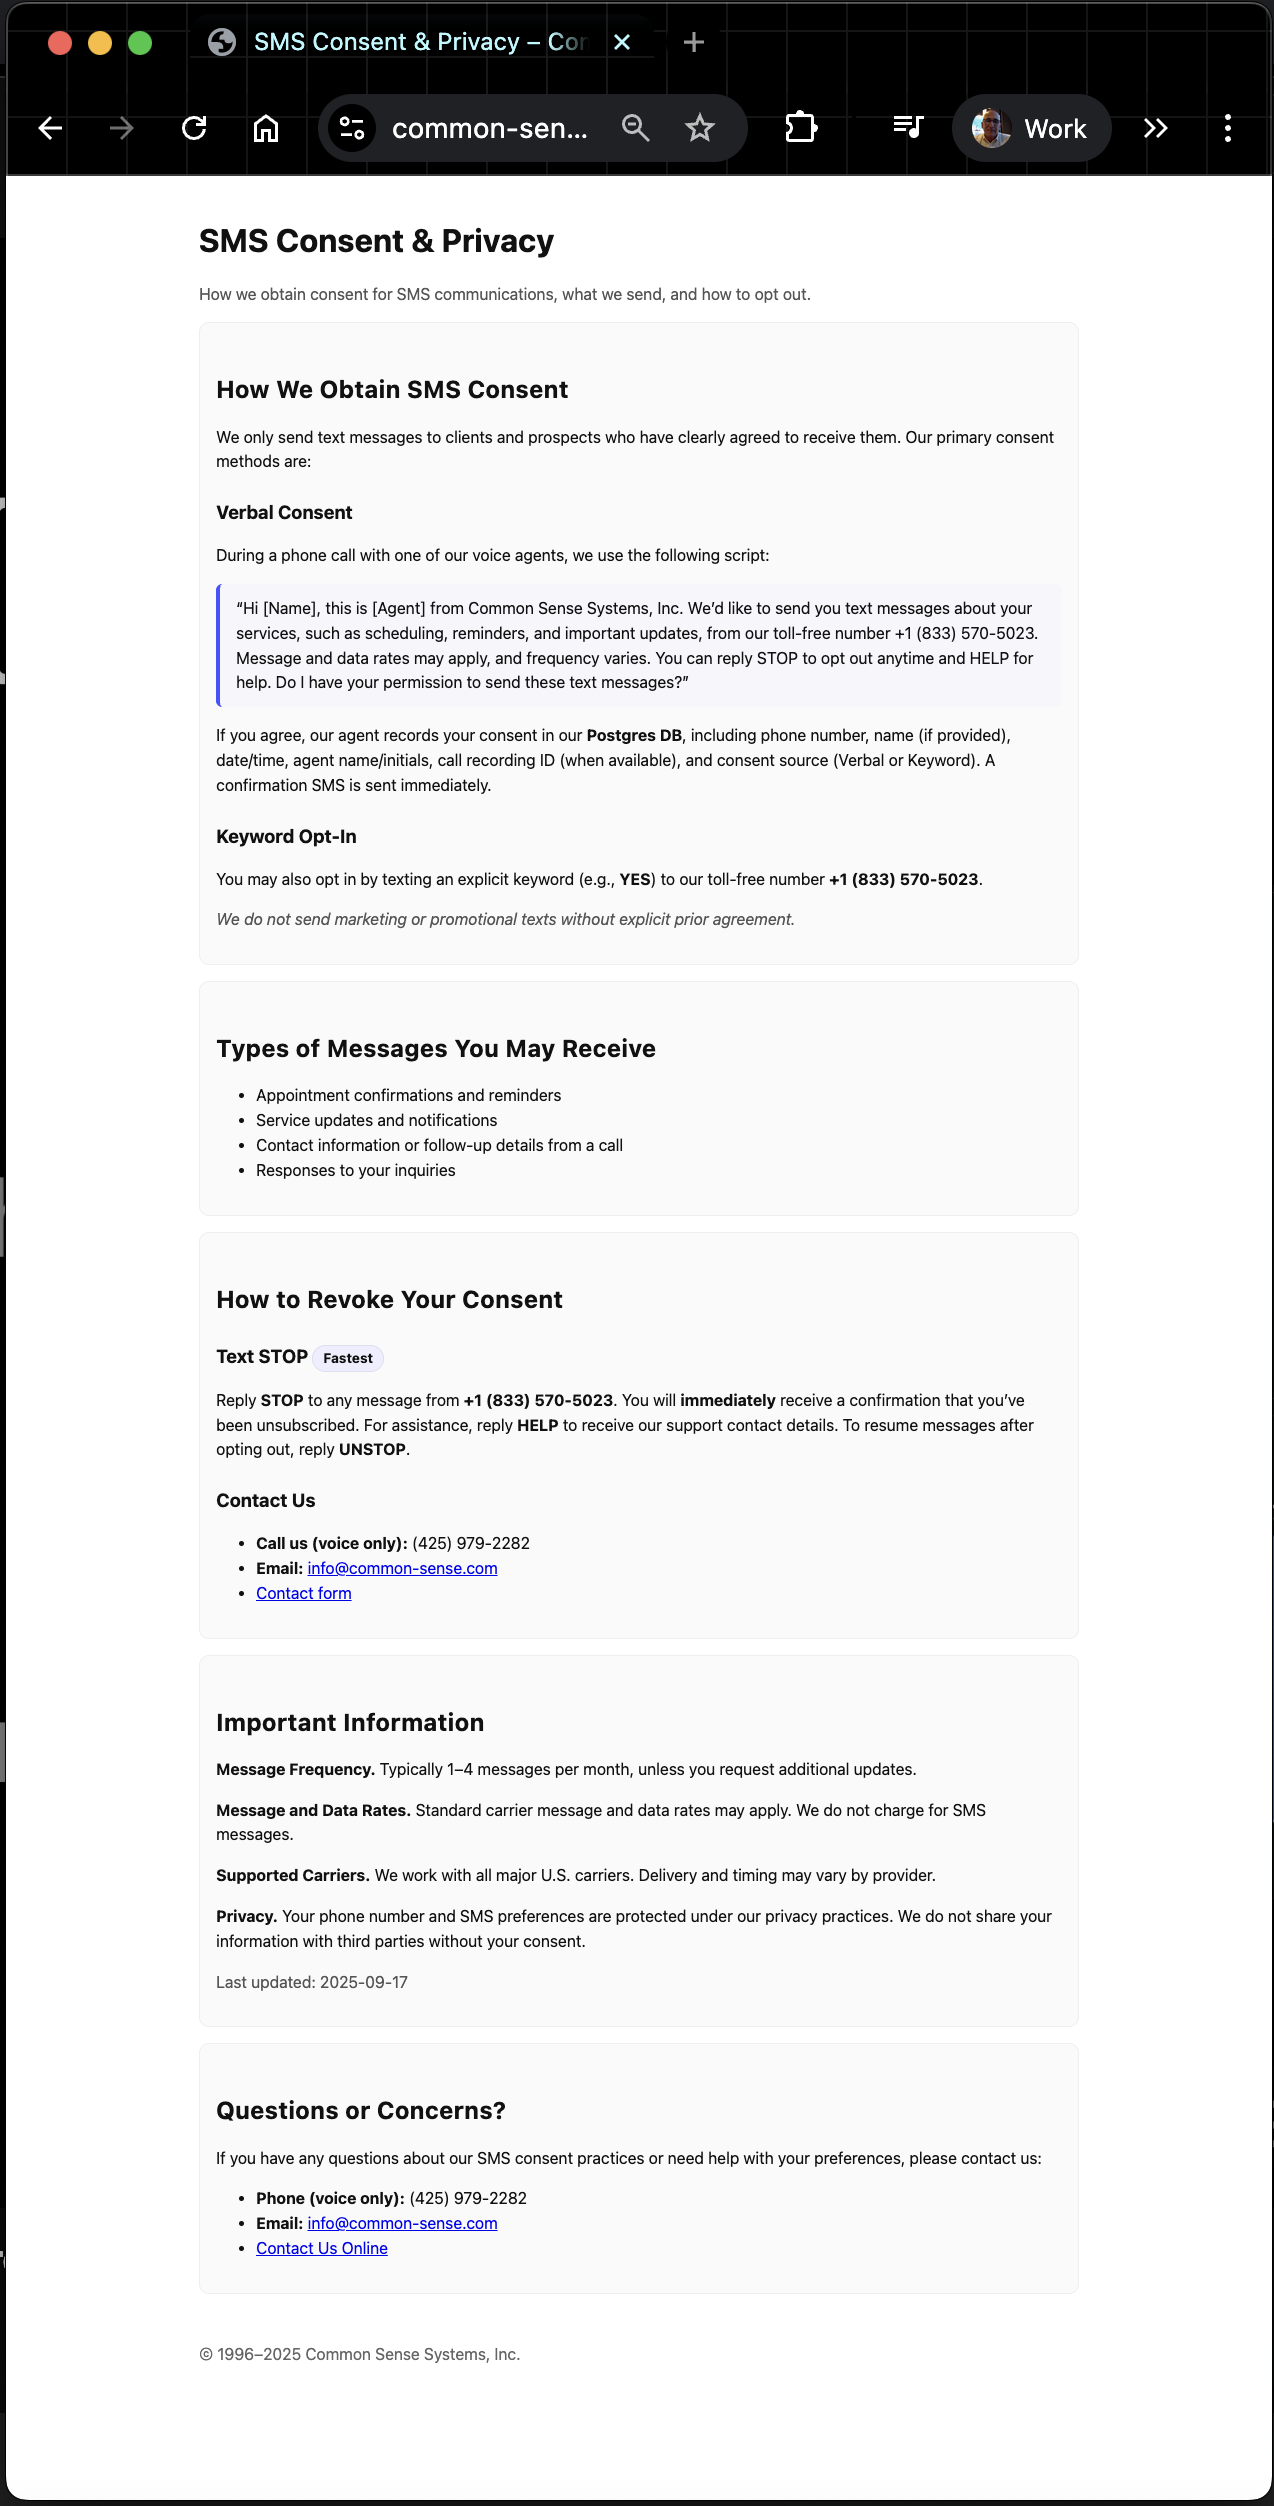 SMS Consent & Privacy – Cor
common-sen...
Work
SMS Consent & Privacy
How we obtain consent for SMS communications, what we send, and how to opt out.
How We Obtain SMS Consent
We only send text messages to clients and prospects who have clearly agreed to receive them. Our primary consent
methods are:
Verbal Consent
During a phone call with one of our voice agents, we use the following script:
“Hi [Name], this is [Agent] from Common Sense Systems, Inc. We’d like to send you text messages about your
services, such as scheduling, reminders, and important updates, from our toll-free number +1 (833) 570-5023.
Message and data rates may apply, and frequency varies. You can reply STOP to opt out anytime and HELP for
help. Do I have your permission to send these text messages?”
If you agree, our agent records your consent in our Postgres DB, including phone number, name (if provided),
date/time, agent name/initials, call recording ID (when available), and consent source (Verbal or Keyword). A
confirmation SMS is sent immediately.
Keyword Opt-In
You may also opt in by texting an explicit keyword (e.g., YES) to our toll-free number +1 (833) 570-5023.
We do not send marketing or promotional texts without explicit prior agreement.
Types of Messages You May Receive
• Appointment confirmations and reminders
• Service updates and notifications
• Contact information or follow-up details from a call
• Responses to your inquiries
How to Revoke Your Consent
Text STOP Fastest
Reply STOP to any message from +1 (833) 570-5023. You will immediately receive a confirmation that you’ve
been unsubscribed. For assistance, reply HELP to receive our support contact details. To resume messages after
opting out, reply UNSTOP.
Contact Us
• Call us (voice only): (425) 979-2282
• Email: info@common-sense.com
• Contact form
Important Information
Message Frequency. Typically 1–4 messages per month, unless you request additional updates.
Message and Data Rates. Standard carrier message and data rates may apply. We do not charge for SMS
messages.
Supported Carriers. We work with all major U.S. carriers. Delivery and timing may vary by provider.
Privacy. Your phone number and SMS preferences are protected under our privacy practices. We do not share your
information with third parties without your consent.
Last updated: 2025-09-17
Questions or Concerns?
If you have any questions about our SMS consent practices or need help with your preferences, please contact us:
• Phone (voice only): (425) 979-2282
• Email: info@common-sense.com
• Contact Us Online
© 1996–2025 Common Sense Systems, Inc.